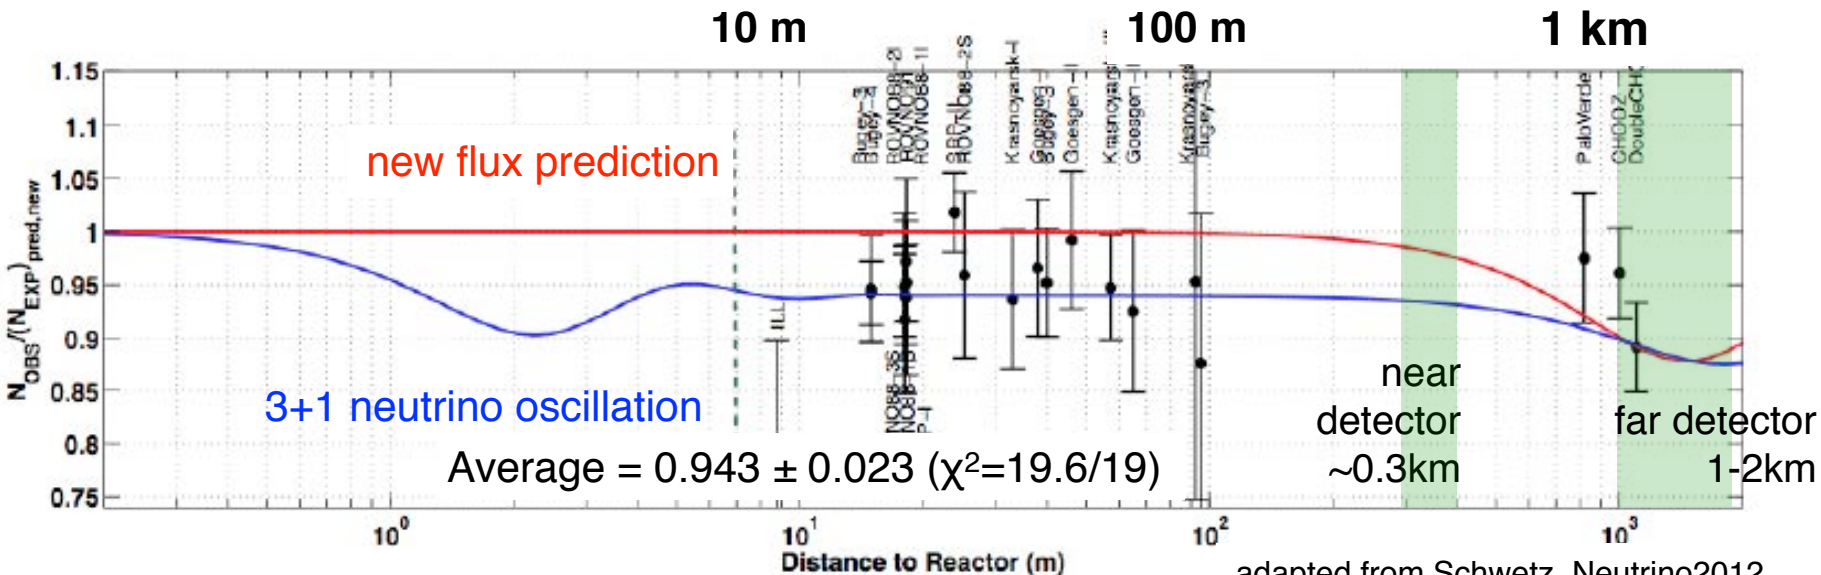 10 m
100 m
1 km
Krasnoyarsk-I
Goesgen-II
PaloVerde
CHOOZ
1.15
1.1
1.05
1
0.95
0.9
0.85
0.8
0.75
new flux prediction
ILL
3+1 neutrino oscillation
near
detector
~0.3km
far detector
1-2km
Average = 0.943 ± 0.023 (χ²=19.6/19)
N_OBS/(N_EXP)_pred,new
10⁰
10¹
10²
10³
Distance to Reactor (m)
adapted from Schwetz, Neutrino2012